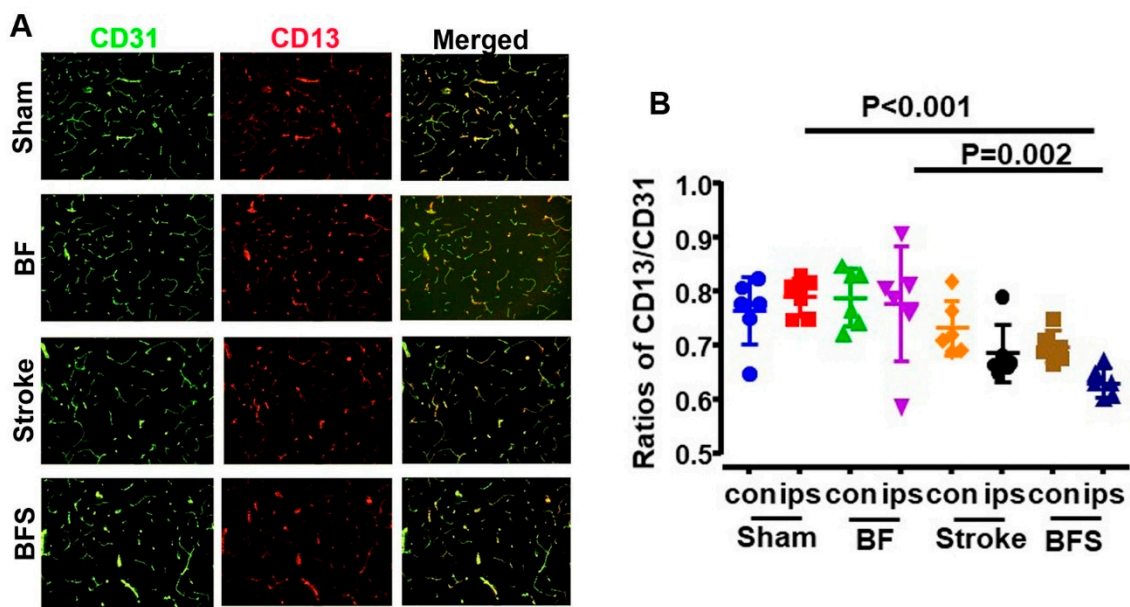 A
CD31 CD13 Merged
Sham
BF
Stroke
BFS
B
P<0.001
P=0.002
Ratios of CD13/CD31
1.0
0.9
0.8
0.7
0.6
0.5
con ips con ips con ips con ips
Sham BF Stroke BFS